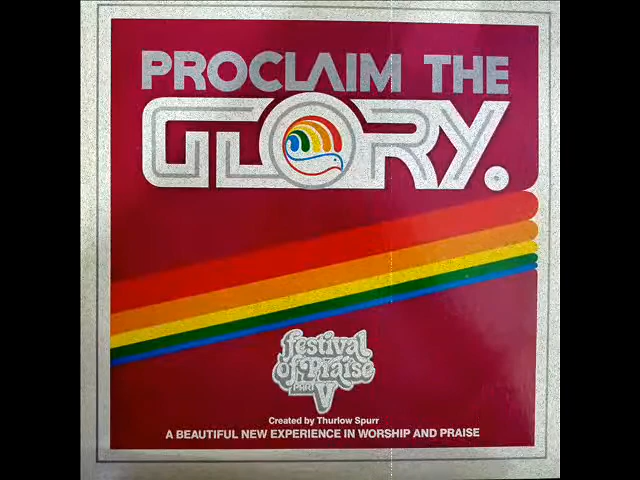 PROCLAIM THE
GLORY.
festival
of Praise
PART V
Created by Thurlow Spurr
A BEAUTIFUL NEW EXPERIENCE IN WORSHIP AND PRAISE